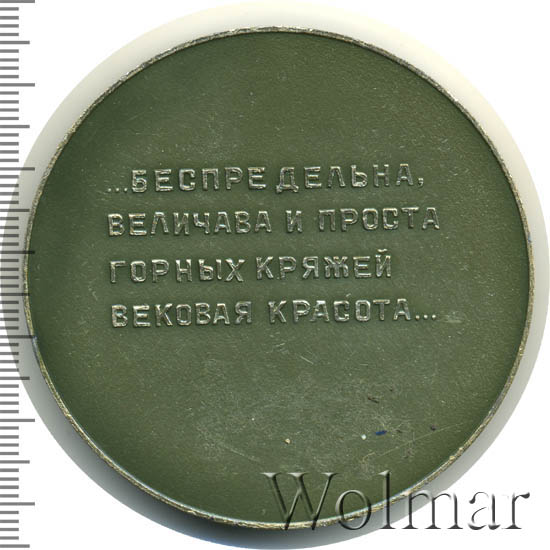 ...БЕСПРЕДЕЛЬНА,
ВЕЛИЧАВА И ПРОСТА
ГОРНЫХ КРЯЖЕЙ
ВЕКОВАЯ КРАСОТА...
Wolmar